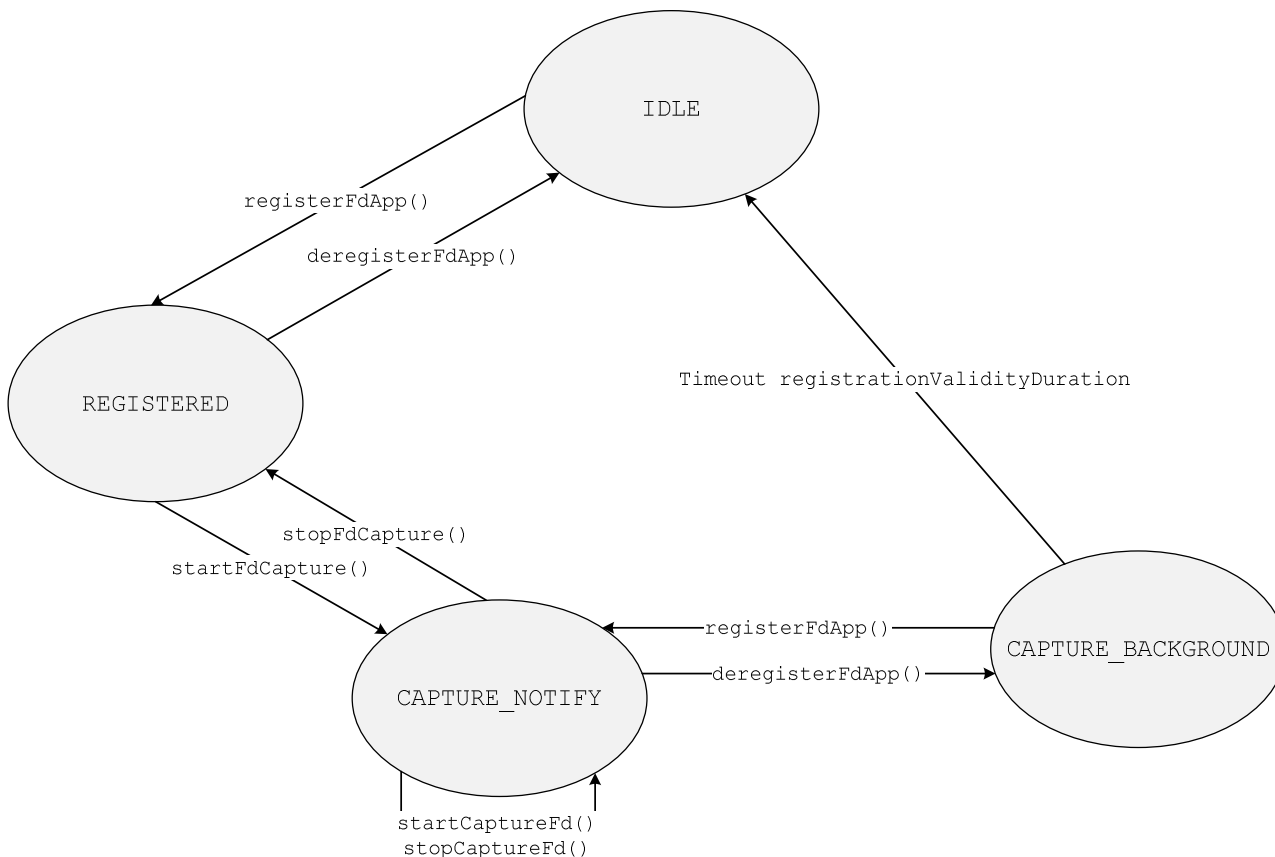 IDLE
registerFdApp()
deregisterFdApp()
Timeout registrationValidityDuration
REGISTERED
stopFdCapture()
startFdCapture()
registerFdApp()
CAPTURE_BACKGROUND
deregisterFdApp()
CAPTURE_NOTIFY
startCaptureFd()
stopCaptureFd()